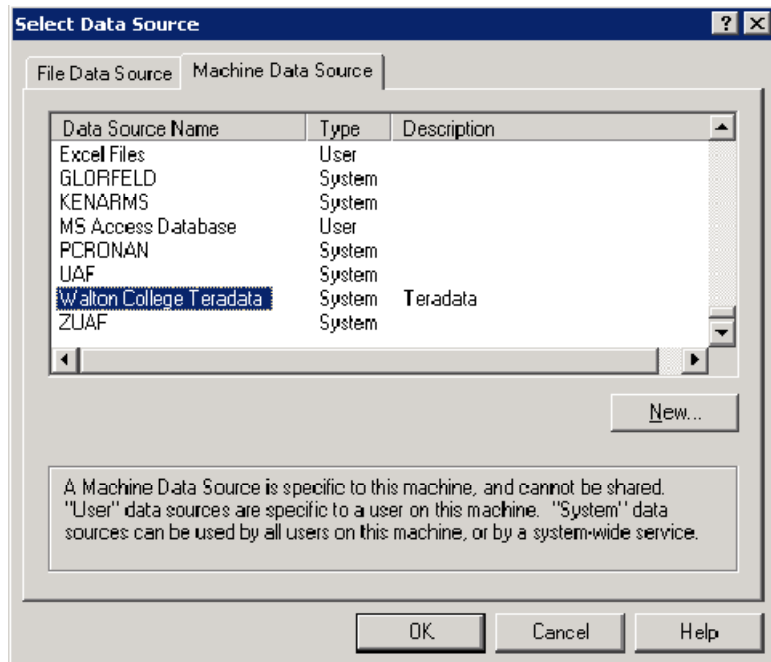 Select Data Source
File Data Source Machine Data Source
Data Source Name Type Description
Excel Files User
GLORFELD System
KENARMS System
MS Access Database User
PCRONAN System
UAF System
Walton College Teradata System Teradata
ZUAF System
New...
A Machine Data Source is specific to this machine, and cannot be shared.
"User" data sources are specific to a user on this machine. "System" data
sources can be used by all users on this machine, or by a system-wide service.
OK Cancel Help